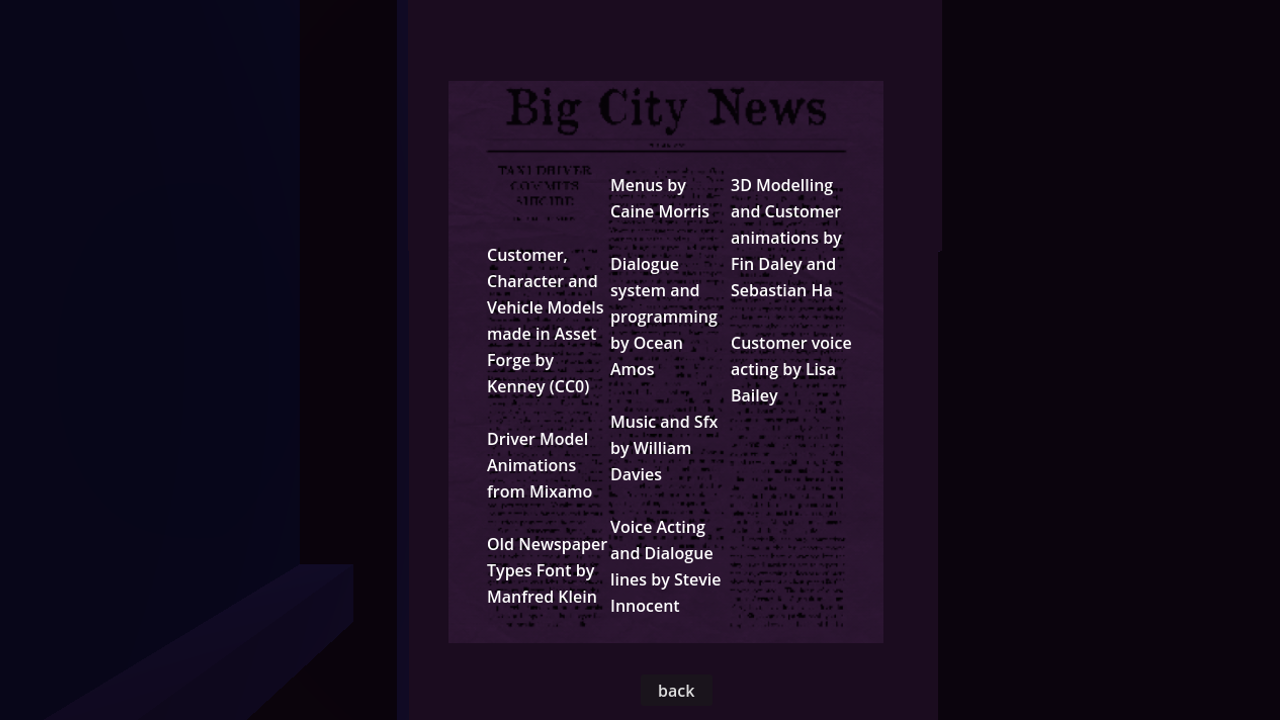 Big City News
TAXI DRIVER
COMMITS
SUICIDE
Customer,
Character and
Vehicle Models
made in Asset
Forge by
Kenney (CC0)
Driver Model
Animations
from Mixamo
Old Newspaper
Types Font by
Manfred Klein
Menus by
Caine Morris
Dialogue
system and
programming
by Ocean
Amos
Music and Sfx
by William
Davies
Voice Acting
and Dialogue
lines by Stevie
Innocent
3D Modelling
and Customer
animations by
Fin Daley and
Sebastian Ha
Customer voice
acting by Lisa
Bailey
back